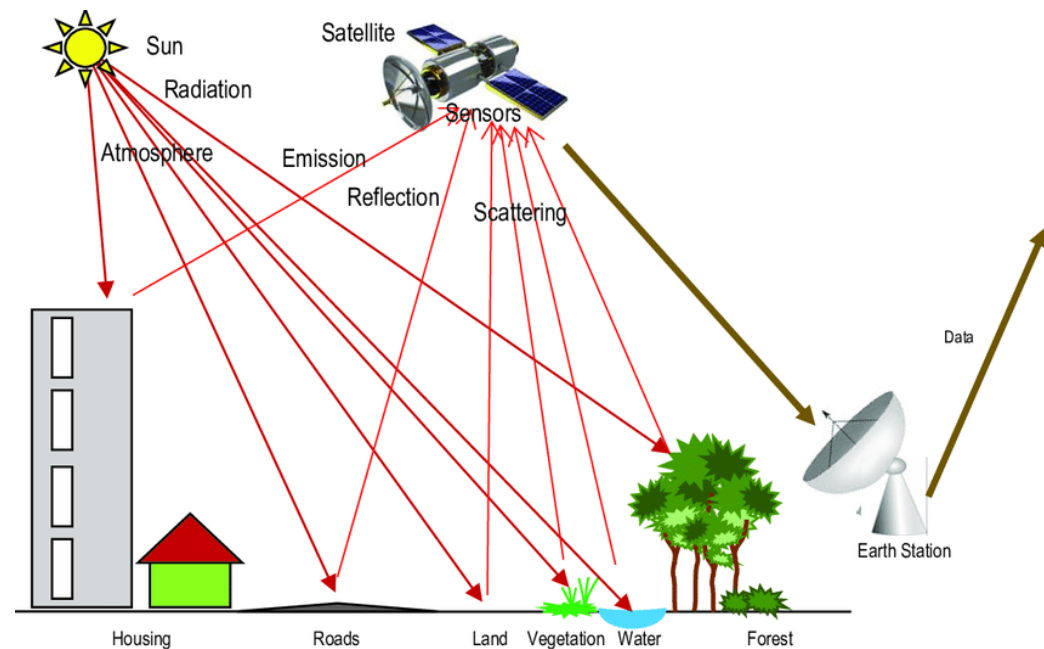 Sun
Satellite
Radiation
Sensors
Atmosphere
Emission
Reflection
Scattering
Data
Earth Station
Housing
Roads
Land
Vegetation
Water
Forest